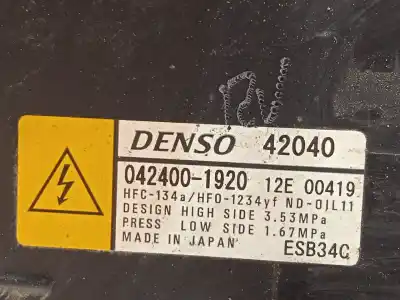 DENSO 42040
042400-1920 12E 00419
HFC-134a/HFO-1234yf ND-OIL11
DESIGN HIGH SIDE 3.53MPa
PRESS LOW SIDE 1.67MPa
MADE IN JAPAN ESB34C